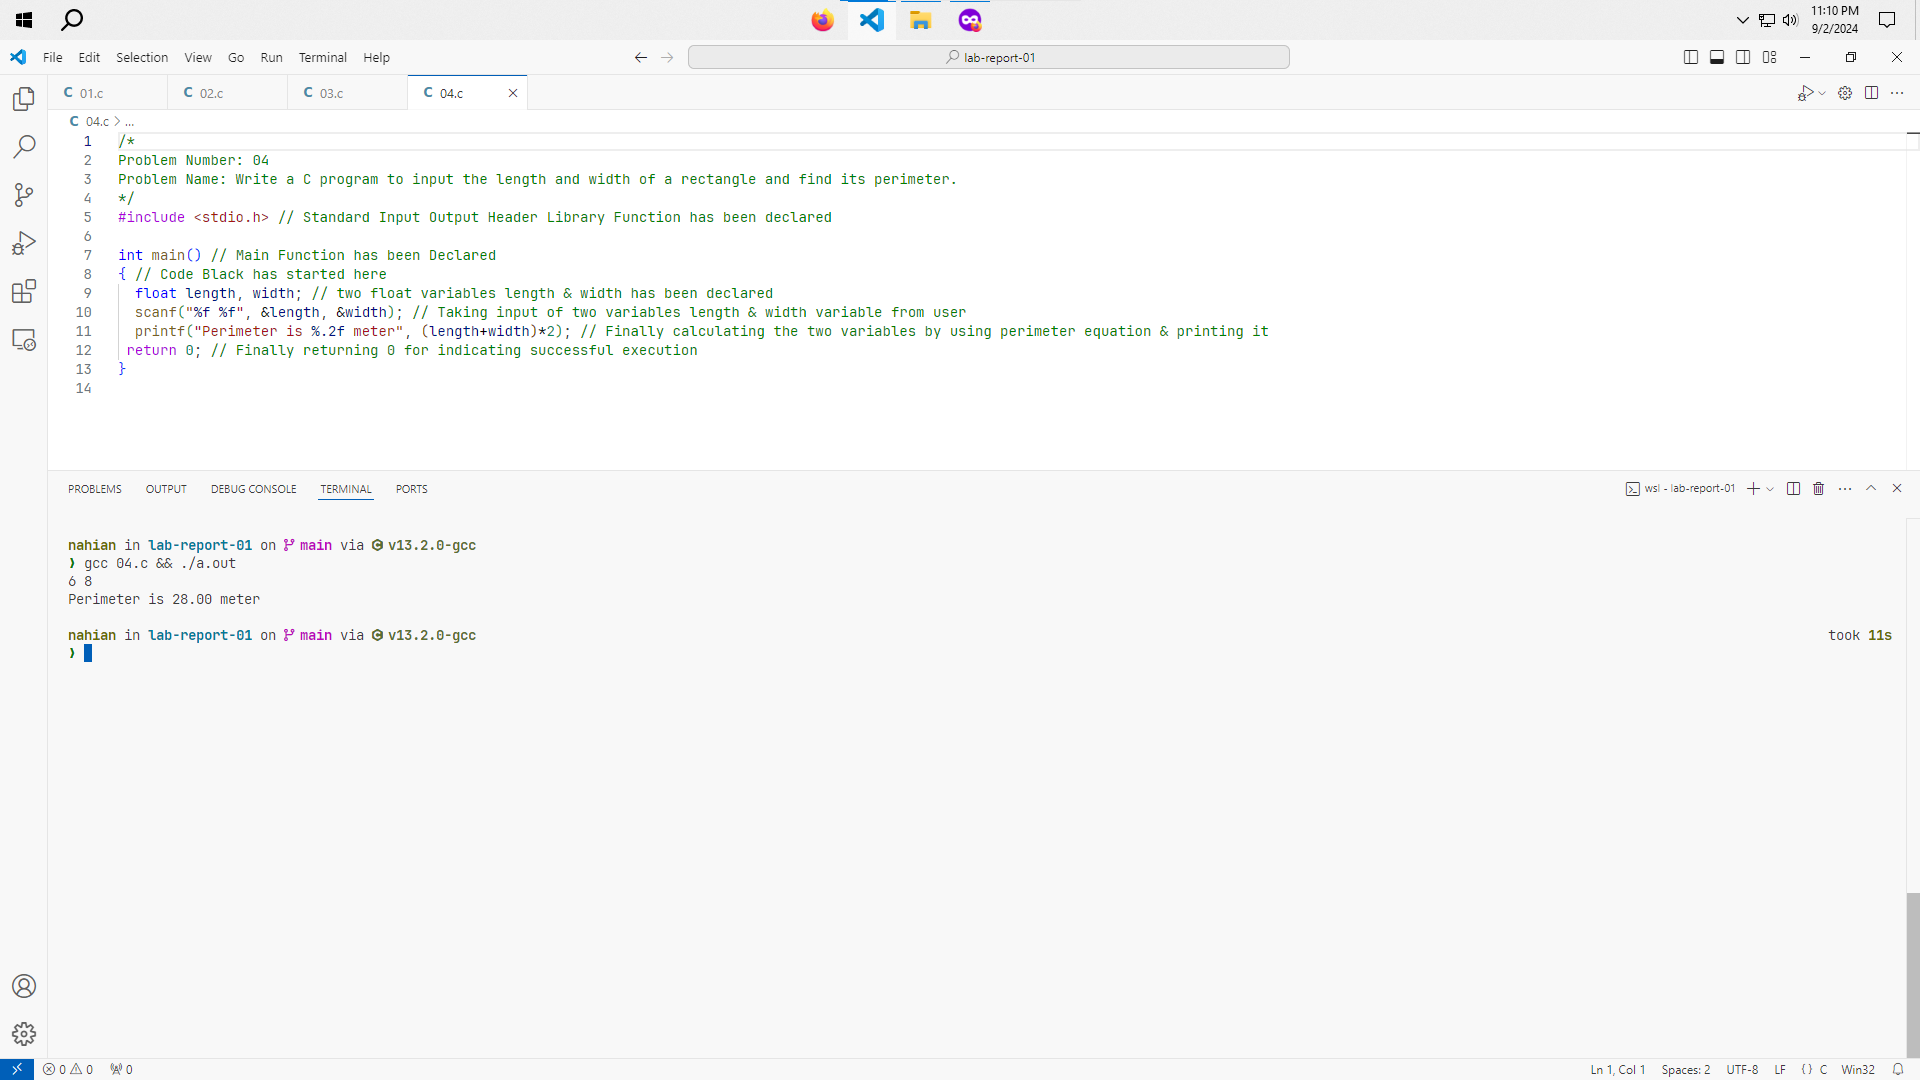 11:10 PM
9/2/2024
File Edit Selection View Go Run Terminal Help
lab-report-01
C 01.c C 02.c C 03.c C 04.c
C 04.c > ...
1 /*
2 Problem Number: 04
3 Problem Name: Write a C program to input the length and width of a rectangle and find its perimeter.
4 */
5 #include <stdio.h> // Standard Input Output Header Library Function has been declared
6
7 int main() // Main Function has been Declared
8 { // Code Black has started here
9 float length, width; // two float variables length & width has been declared
10 scanf("%f %f", &length, &width); // Taking input of two variables length & width variable from user
11 printf("Perimeter is %.2f meter", (length+width)*2); // Finally calculating the two variables by using perimeter equation & printing it
12 return 0; // Finally returning 0 for indicating successful execution
13 }
14
PROBLEMS OUTPUT DEBUG CONSOLE TERMINAL PORTS
wsl - lab-report-01
nahian in lab-report-01 on main via C v13.2.0-gcc
❯ gcc 04.c && ./a.out
6 8
Perimeter is 28.00 meter
nahian in lab-report-01 on main via C v13.2.0-gcc took 11s
❯
0 0 0
Ln 1, Col 1 Spaces: 2 UTF-8 LF {} C Win32